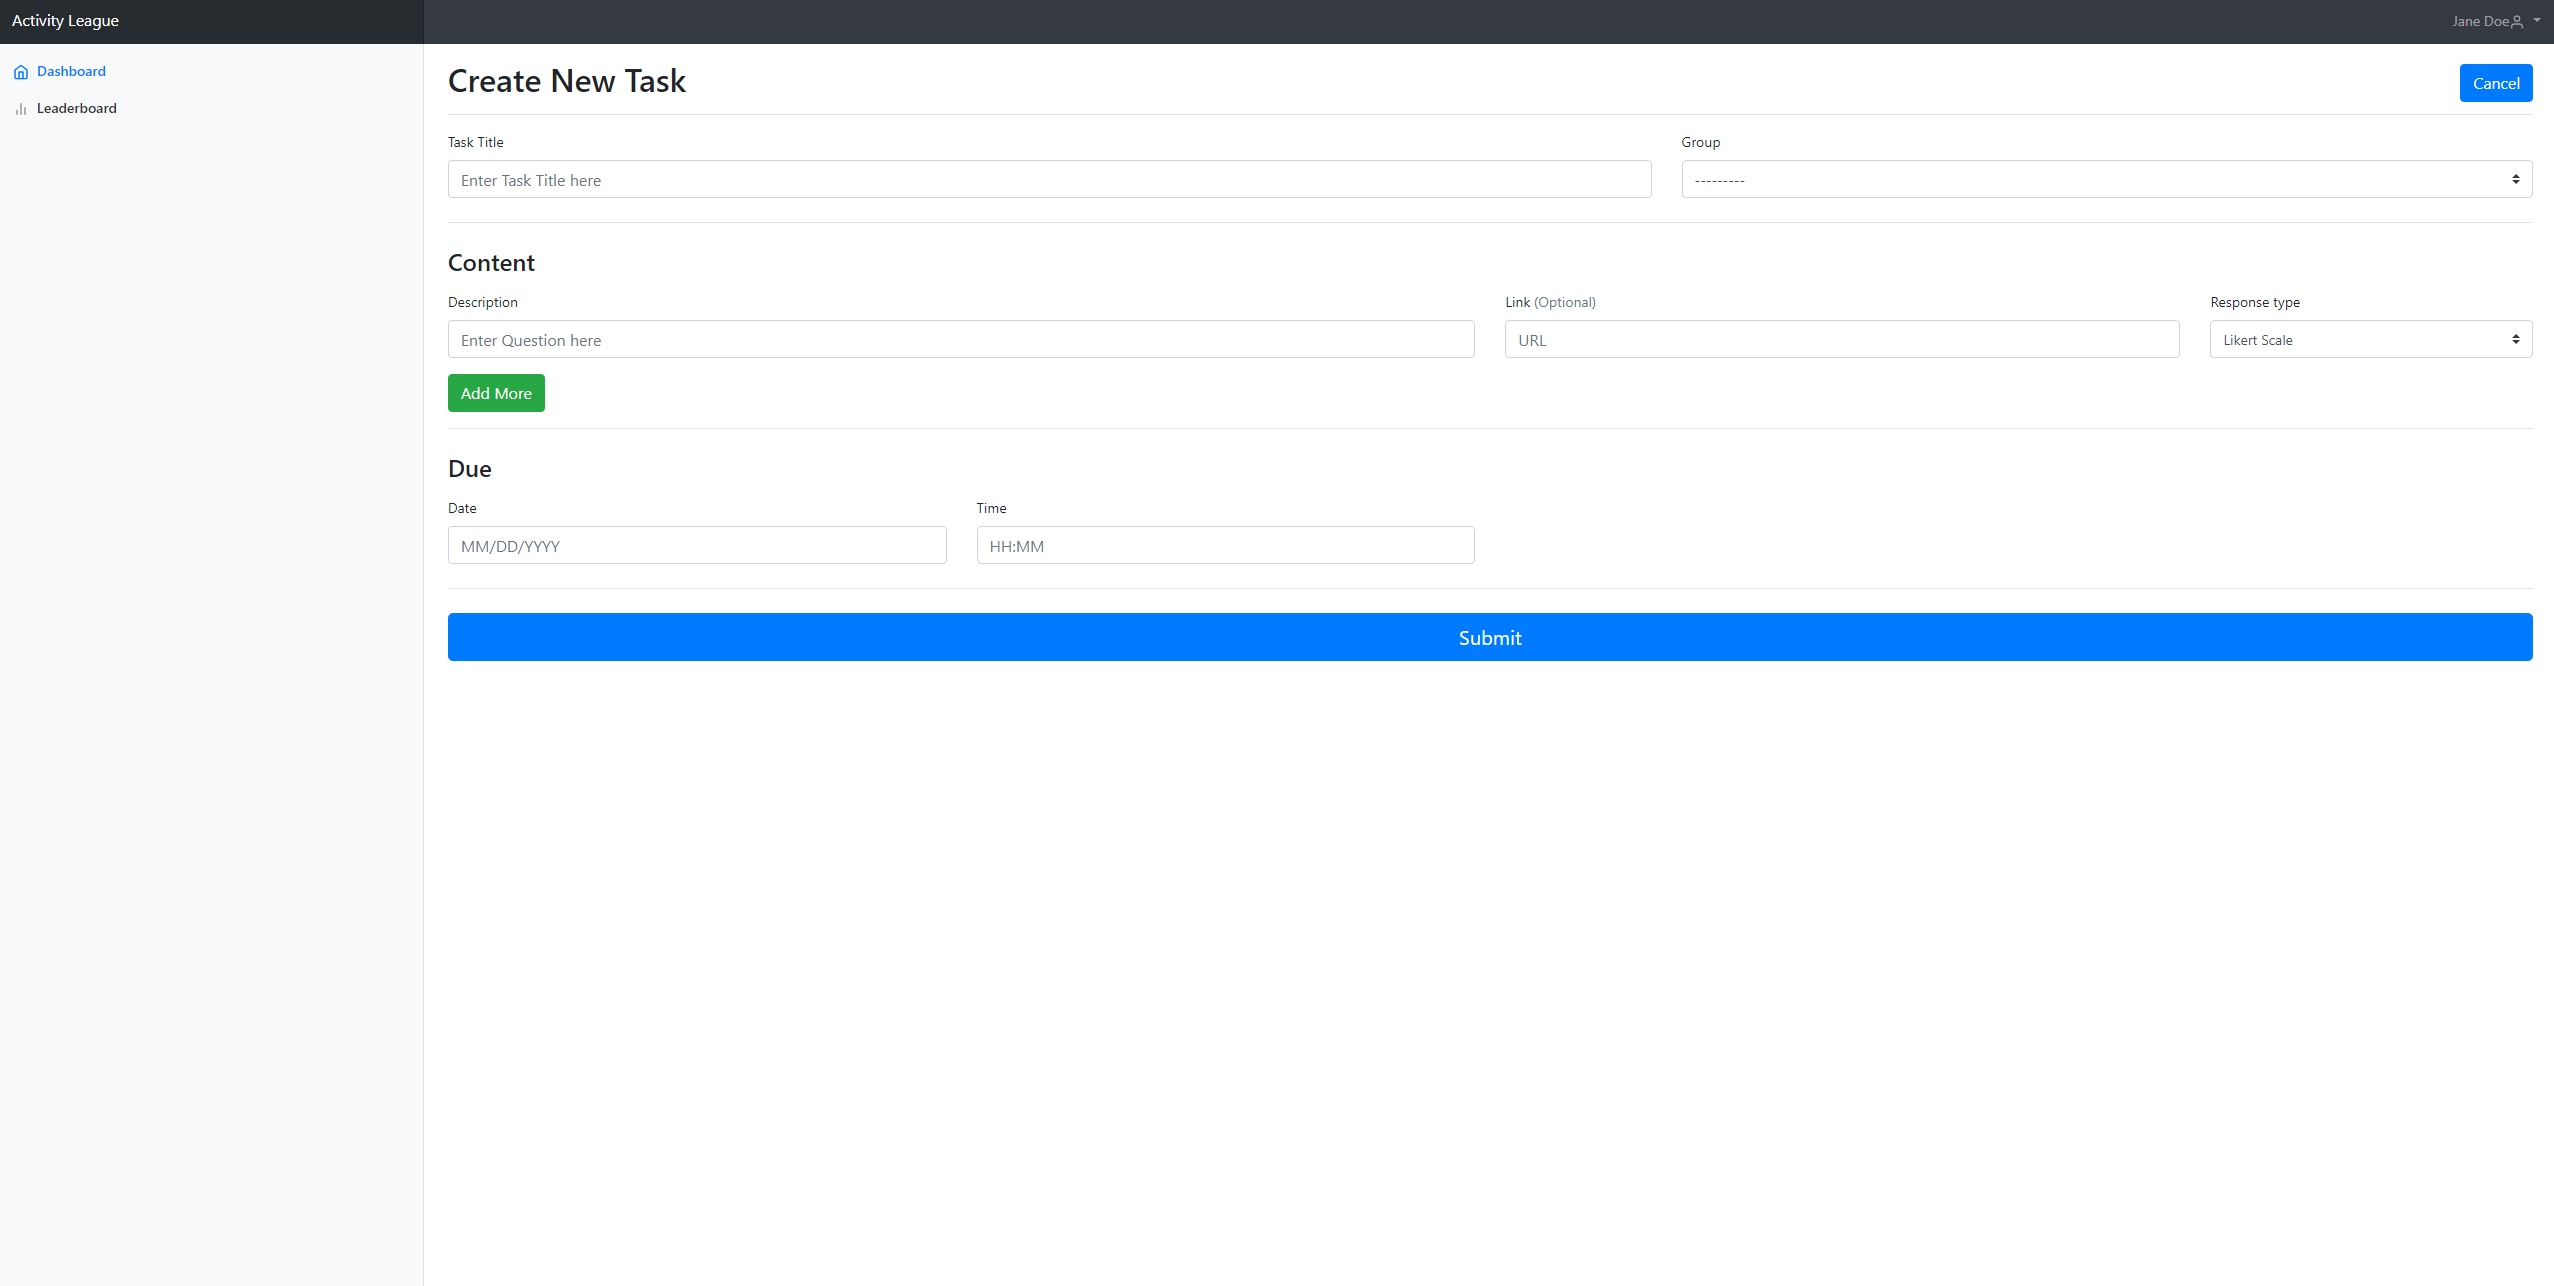 Activity League
Jane Doe
Dashboard
Leaderboard
Create New Task
Cancel
Task Title
Group
Enter Task Title here
---------
Content
Description
Link (Optional)
Response type
Enter Question here
URL
Likert Scale
Add More
Due
Date
Time
MM/DD/YYYY
HH:MM
Submit